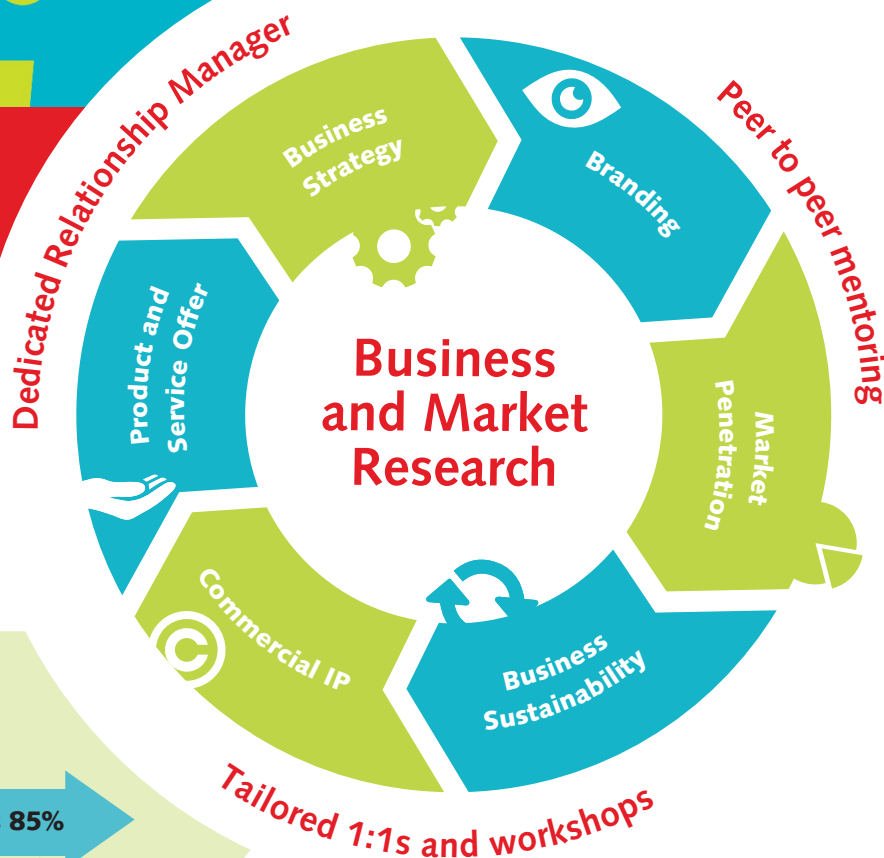 Dedicated Relationship Manager
Peer to peer mentoring
Business
Strategy
Branding
Product and
Service Offer
Business
and Market
Research
Market
Penetration
Commercial IP
©
Business
Sustainability
Tailored 1:1s and workshops
85%